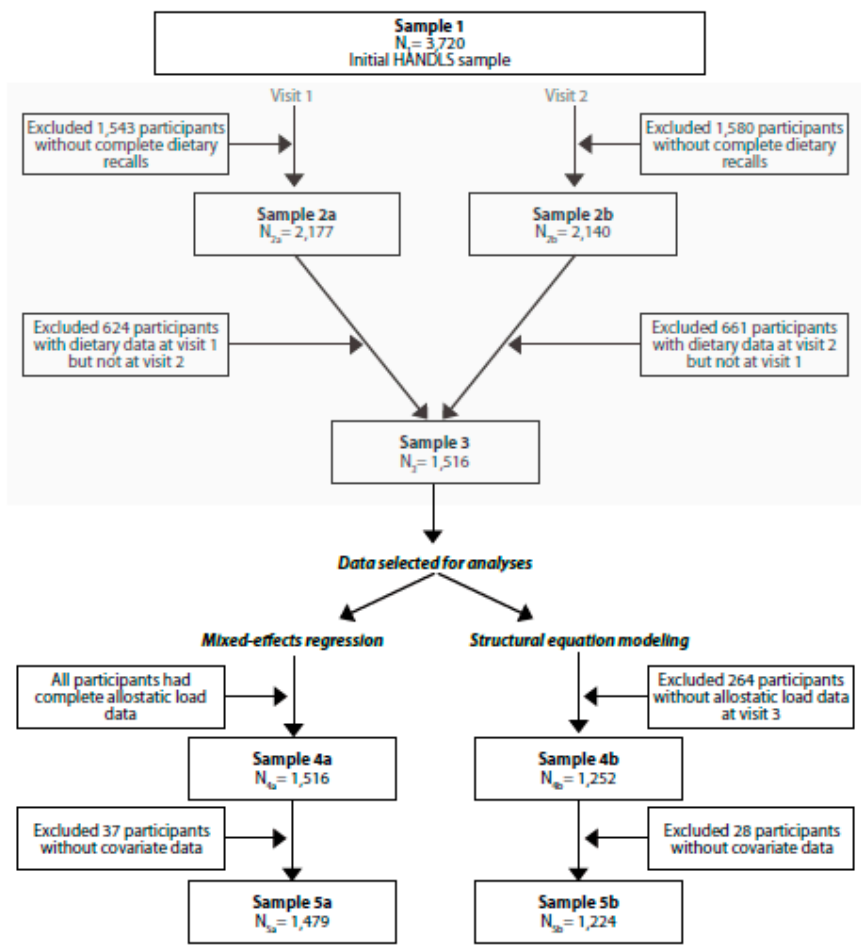 Sample 1
N₁= 3,720
Initial HANDLS sample
Visit 1
Visit 2
Excluded 1,543 participants
without complete dietary
recalls
Excluded 1,580 participants
without complete dietary
recalls
Sample 2a
N₂ₐ= 2,177
Sample 2b
N2b= 2,140
Excluded 624 participants
with dietary data at visit 1
but not at visit 2
Excluded 661 participants
with dietary data at visit 2
but not at visit 1
Sample 3
N₃= 1,516
Data selected for analyses
Mixed-effects regression
Structural equation modeling
All participants had
complete allostatic load
data
Excluded 264 participants
without allostatic load data
at visit 3
Sample 4a
N₄ₐ= 1,516
Sample 4b
N4b= 1,252
Excluded 37 participants
without covariate data
Excluded 28 participants
without covariate data
Sample 5a
N₅ₐ= 1,479
Sample 5b
N5b= 1,224